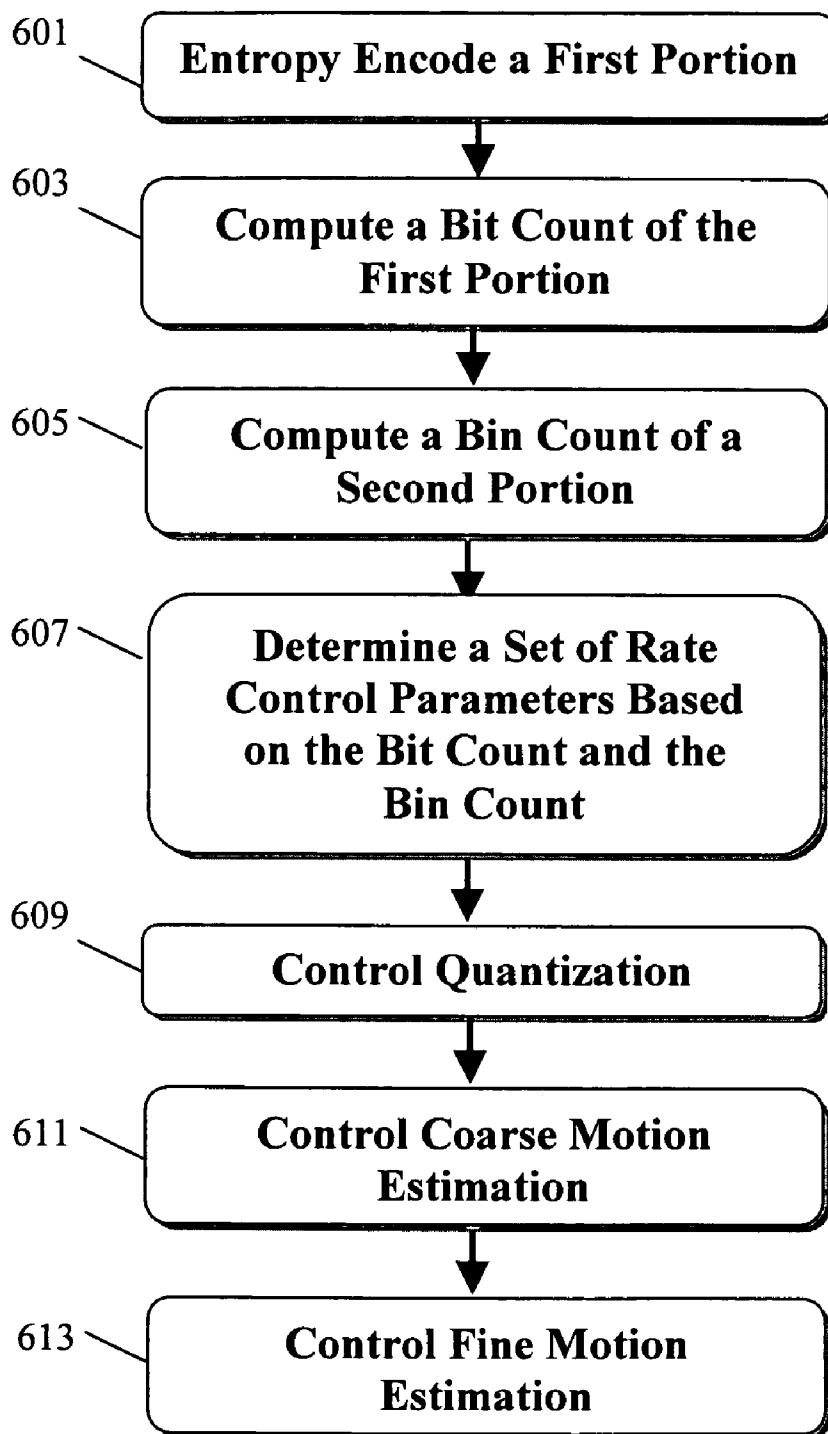 601
Entropy Encode a First Portion
603
Compute a Bit Count of the
First Portion
605
Compute a Bin Count of a
Second Portion
607
Determine a Set of Rate
Control Parameters Based
on the Bit Count and the
Bin Count
609
Control Quantization
611
Control Coarse Motion
Estimation
613
Control Fine Motion
Estimation